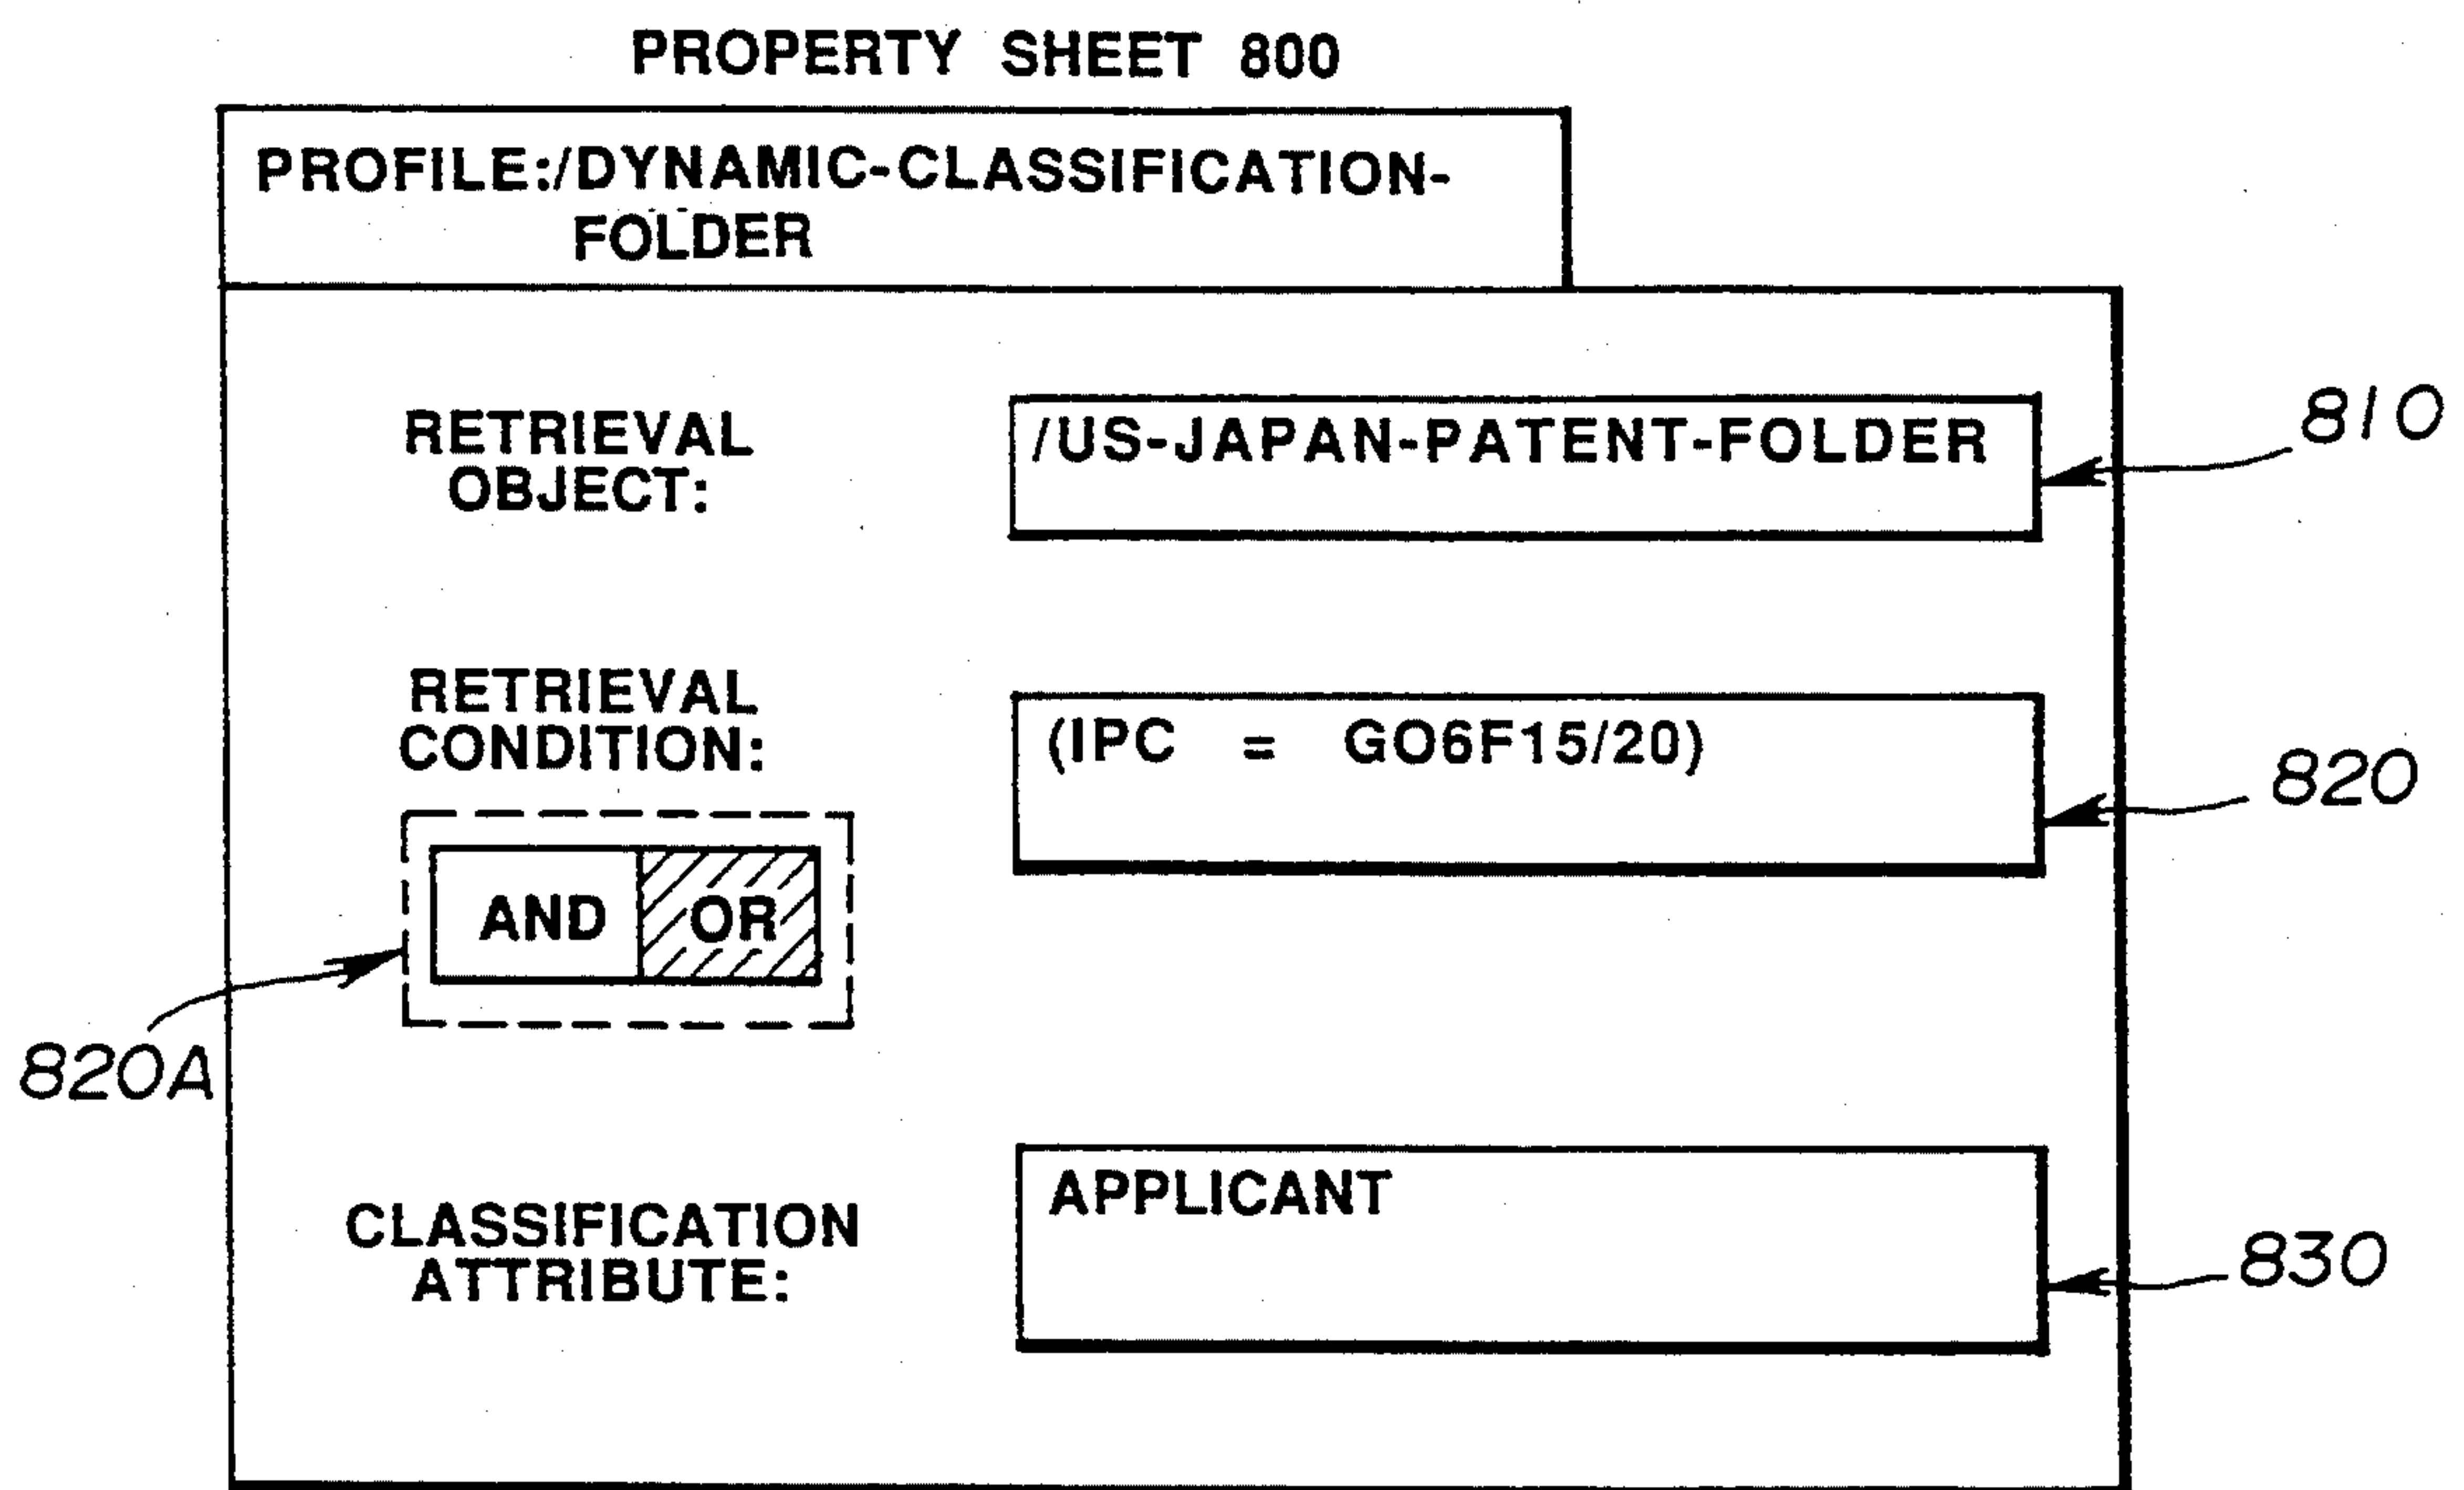 PROPERTY SHEET 800
PROFILE:/DYNAMIC-CLASSIFICATION-
FOLDER
RETRIEVAL
OBJECT:
/US-JAPAN-PATENT-FOLDER
810
RETRIEVAL
CONDITION:
(IPC = GO6F15/20)
820
AND OR
820A
CLASSIFICATION
ATTRIBUTE:
APPLICANT
830